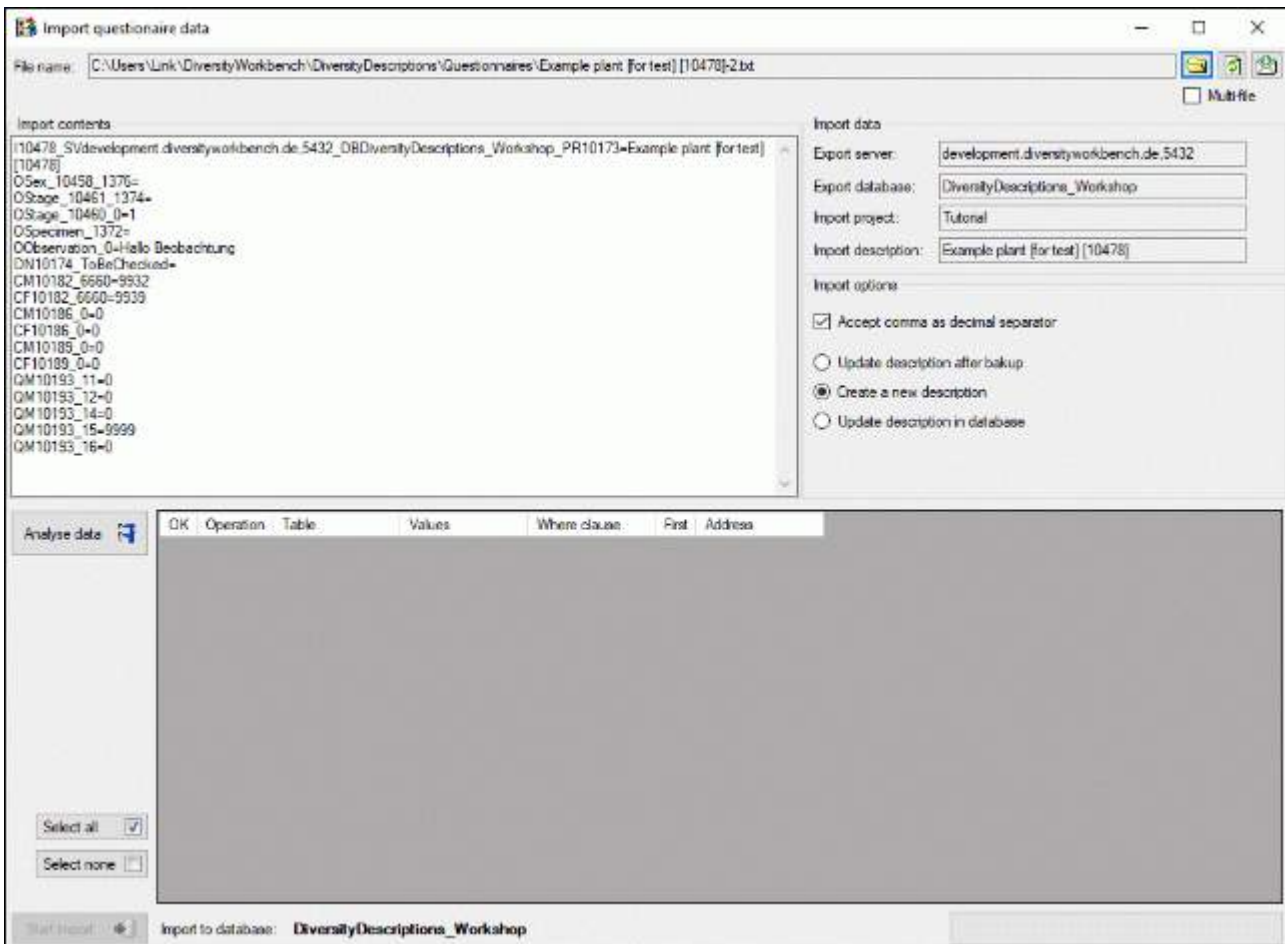 Import questionaire data
File name: C:\Users\Link\DiversityWorkbench\DiversityDescriptions\Questionnaires\Example plant [for test] [10478]-2.txt
Multi-file
Import contents
I10478_SVdevelopment.diversityworkbench.de,5432_DBDiversityDescriptions_Workshop_PR10173=Example plant [for test]
[10478]
OSex_10458_1376=
OStage_10461_1374=
OStage_10460_0=1
OSpecimen_1372=
OObservation_0=Hallo Beobachtung
DN10174_ToBeChecked=
CM10182_6660=9932
CF10182_6660=9939
CM10186_0=0
CF10186_0=0
CM10189_0=0
CF10189_0=0
QM10193_11=0
QM10193_12=0
QM10193_14=0
QM10193_15=9999
QM10193_16=0
Import data
Export server: development.diversityworkbench.de,5432
Export database: DiversityDescriptions_Workshop
Import project: Tutorial
Import description: Example plant [for test] [10478]
Import options
Accept comma as decimal separator
Update description after bakup
Create a new description
Update description in database
Analyse data
OK Operation Table Values Where clause First Address
Select all
Select none
Start import
Import to database: DiversityDescriptions_Workshop